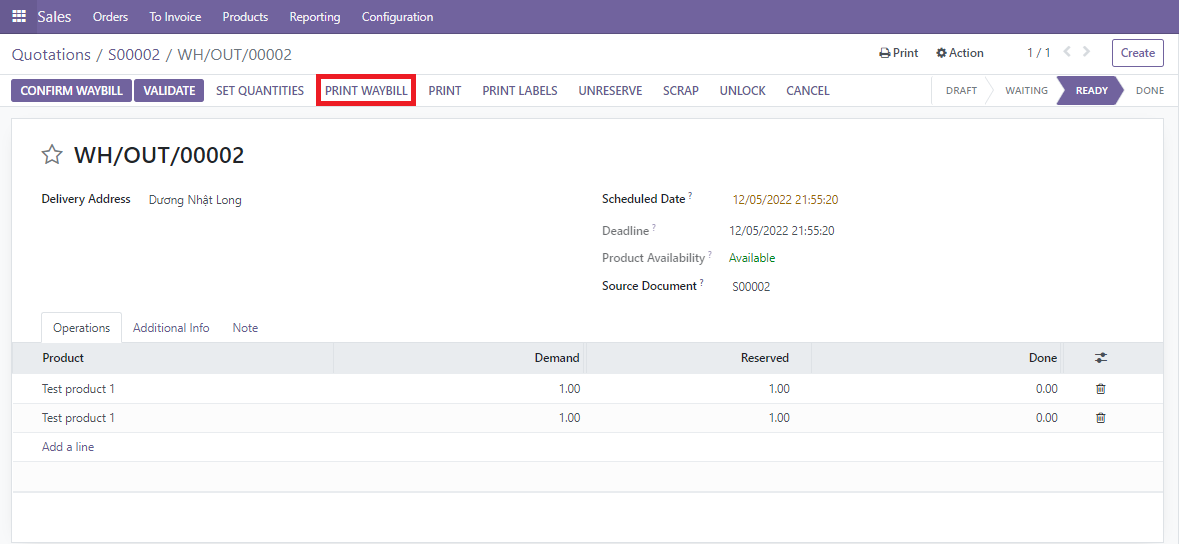 Sales Orders To Invoice Products Reporting Configuration
Quotations / S00002 / WH/OUT/00002 Print Action 1 / 1 Create
CONFIRM WAYBILL VALIDATE SET QUANTITIES PRINT WAYBILL PRINT PRINT LABELS UNRESERVE SCRAP UNLOCK CANCEL DRAFT WAITING READY DONE
WH/OUT/00002
Delivery Address Dương Nhật Long Scheduled Date ? 12/05/2022 21:55:20
Deadline ? 12/05/2022 21:55:20
Product Availability ? Available
Source Document ? S00002
Operations Additional Info Note
Product Demand Reserved Done
Test product 1 1.00 1.00 0.00
Test product 1 1.00 1.00 0.00
Add a line